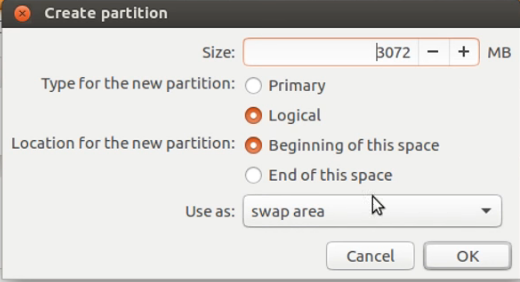 Create partition
Size: 3072 − + MB
Type for the new partition: Primary
Logical
Location for the new partition: Beginning of this space
End of this space
Use as: swap area
Cancel OK